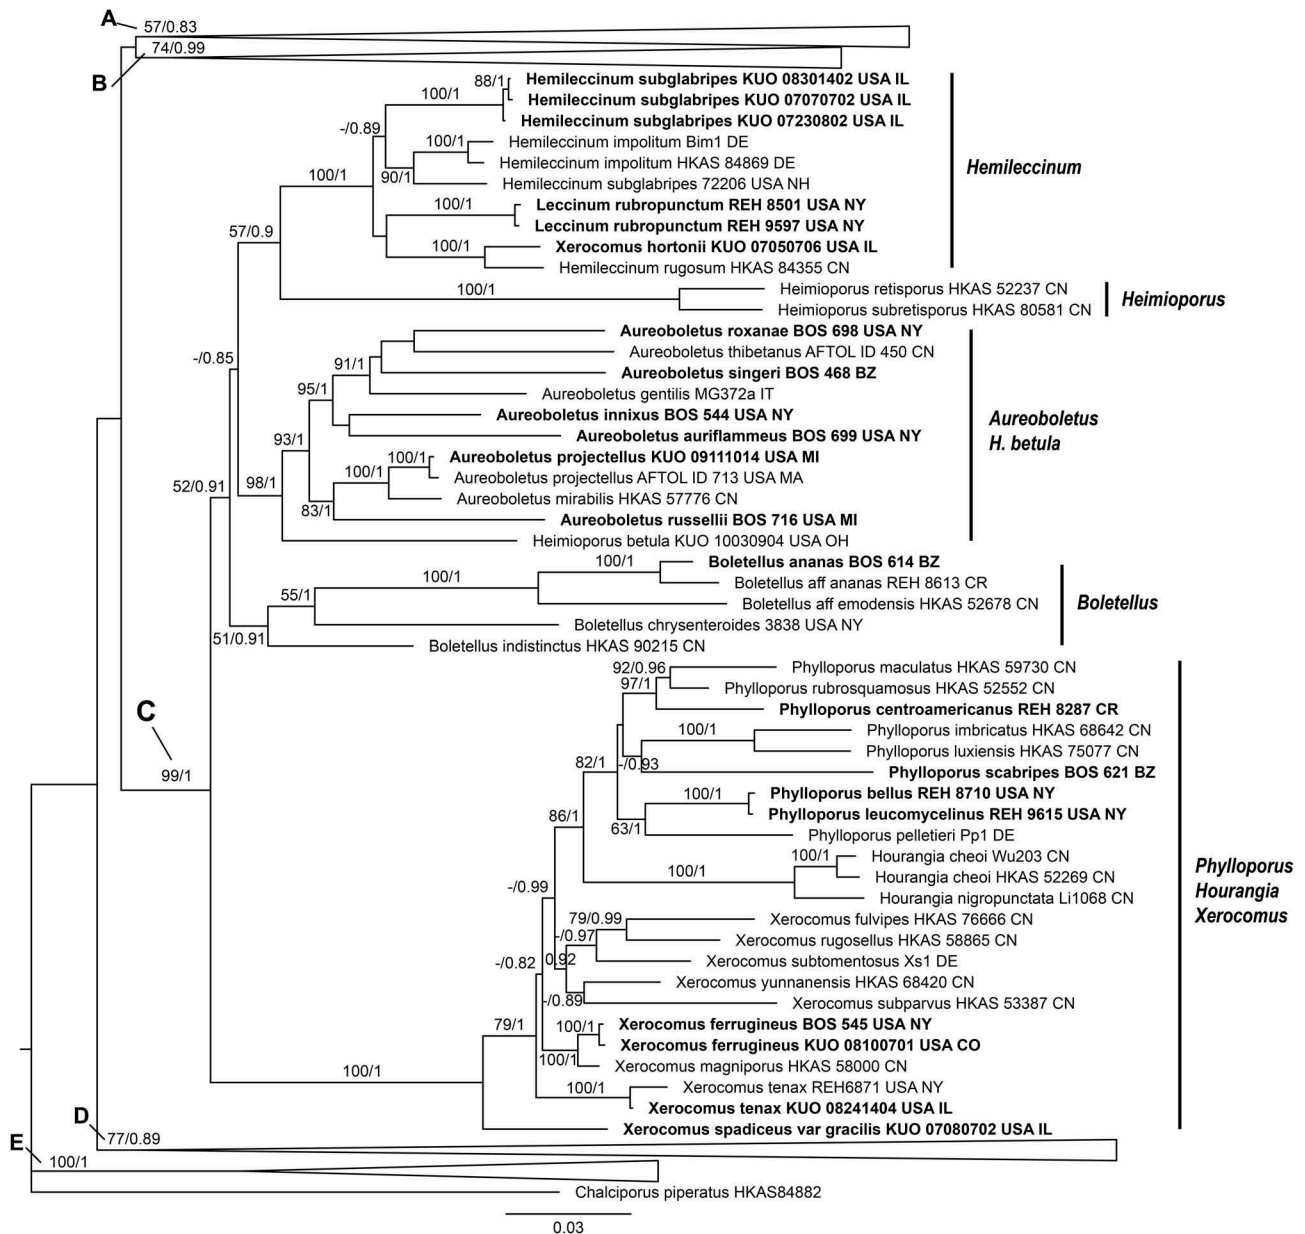 A
57/0.83
74/0.99
B
88/1
Hemileccinum subglabripes KUO 08301402 USA IL
100/1
Hemileccinum subglabripes KUO 07070702 USA IL
Hemileccinum subglabripes KUO 07230802 USA IL
-/0.89
100/1
Hemileccinum impolitum Bim1 DE
Hemileccinum impolitum HKAS 84869 DE
Hemileccinum
100/1
90/1
Hemileccinum subglabripes 72206 USA NH
100/1
Leccinum rubropunctum REH 8501 USA NY
Leccinum rubropunctum REH 9597 USA NY
57/0.9
100/1
Xerocomus hortonii KUO 07050706 USA IL
Hemileccinum rugosum HKAS 84355 CN
100/1
Heimioporus retisporus HKAS 52237 CN
Heimioporus
Heimioporus subretisporus HKAS 80581 CN
Aureoboletus roxanae BOS 698 USA NY
-/0.85
91/1
Aureoboletus thibetanus AFTOL ID 450 CN
Aureoboletus singeri BOS 468 BZ
95/1
Aureoboletus gentilis MG372a IT
Aureoboletus innixus BOS 544 USA NY
Aureoboletus
H. betula
93/1
Aureoboletus auriflammeus BOS 699 USA NY
100/1
Aureoboletus projectellus KUO 09111014 USA MI
100/1
Aureoboletus projectellus AFTOL ID 713 USA MA
52/0.91
98/1
Aureoboletus mirabilis HKAS 57776 CN
83/1
Aureoboletus russellii BOS 716 USA MI
Heimioporus betula KUO 10030904 USA OH
100/1
Boletellus ananas BOS 614 BZ
100/1
Boletellus aff ananas REH 8613 CR
55/1
Boletellus aff emodensis HKAS 52678 CN
Boletellus
Boletellus chrysenteroides 3838 USA NY
51/0.91
Boletellus indistinctus HKAS 90215 CN
92/0.96
Phylloporus maculatus HKAS 59730 CN
97/1
Phylloporus rubrosquamosus HKAS 52552 CN
C
Phylloporus centroamericanus REH 8287 CR
100/1
Phylloporus imbricatus HKAS 68642 CN
Phylloporus luxiensis HKAS 75077 CN
99/1
82/1
-/0.93
Phylloporus scabripes BOS 621 BZ
100/1
Phylloporus bellus REH 8710 USA NY
86/1
Phylloporus leucomycelinus REH 9615 USA NY
63/1
Phylloporus pelletieri Pp1 DE
100/1
Hourangia cheoi Wu203 CN
100/1
Hourangia cheoi HKAS 52269 CN
Phylloporus
Hourangia
Xerocomus
-/0.99
Hourangia nigropunctata Li1068 CN
79/0.99
Xerocomus fulvipes HKAS 76666 CN
-/0.97
Xerocomus rugosellus HKAS 58865 CN
-/0.82
0.92
Xerocomus subtomentosus Xs1 DE
Xerocomus yunnanensis HKAS 68420 CN
-/0.89
Xerocomus subparvus HKAS 53387 CN
79/1
100/1
Xerocomus ferrugineus BOS 545 USA NY
Xerocomus ferrugineus KUO 08100701 USA CO
100/1
Xerocomus magniporus HKAS 58000 CN
100/1
100/1
Xerocomus tenax REH6871 USA NY
Xerocomus tenax KUO 08241404 USA IL
D
Xerocomus spadiceus var gracilis KUO 07080702 USA IL
77/0.89
E
100/1
Chalciporus piperatus HKAS84882
0.03